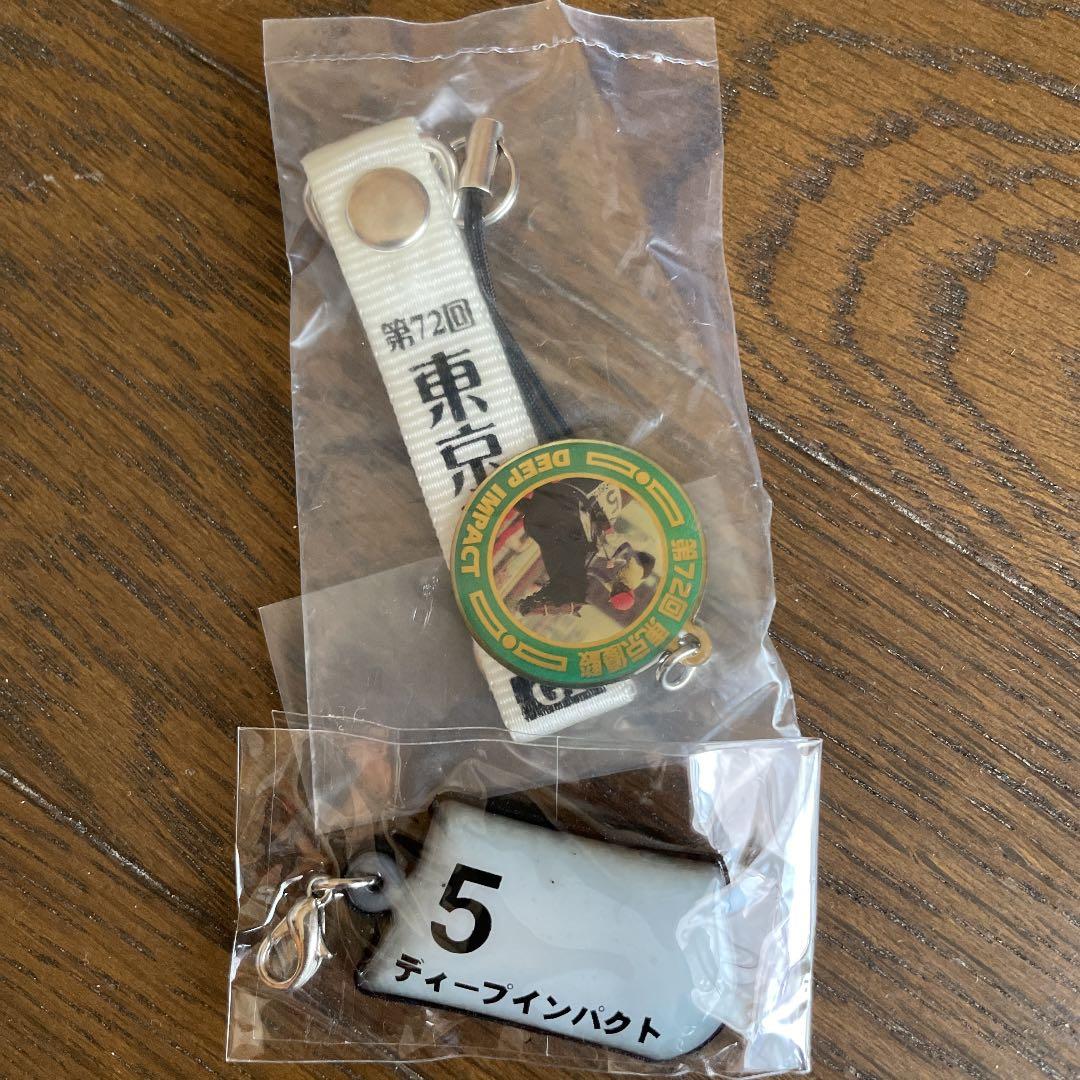 第72回
東京
DEEP IMPACT
第72回 東京優駿
5
ディープインパクト